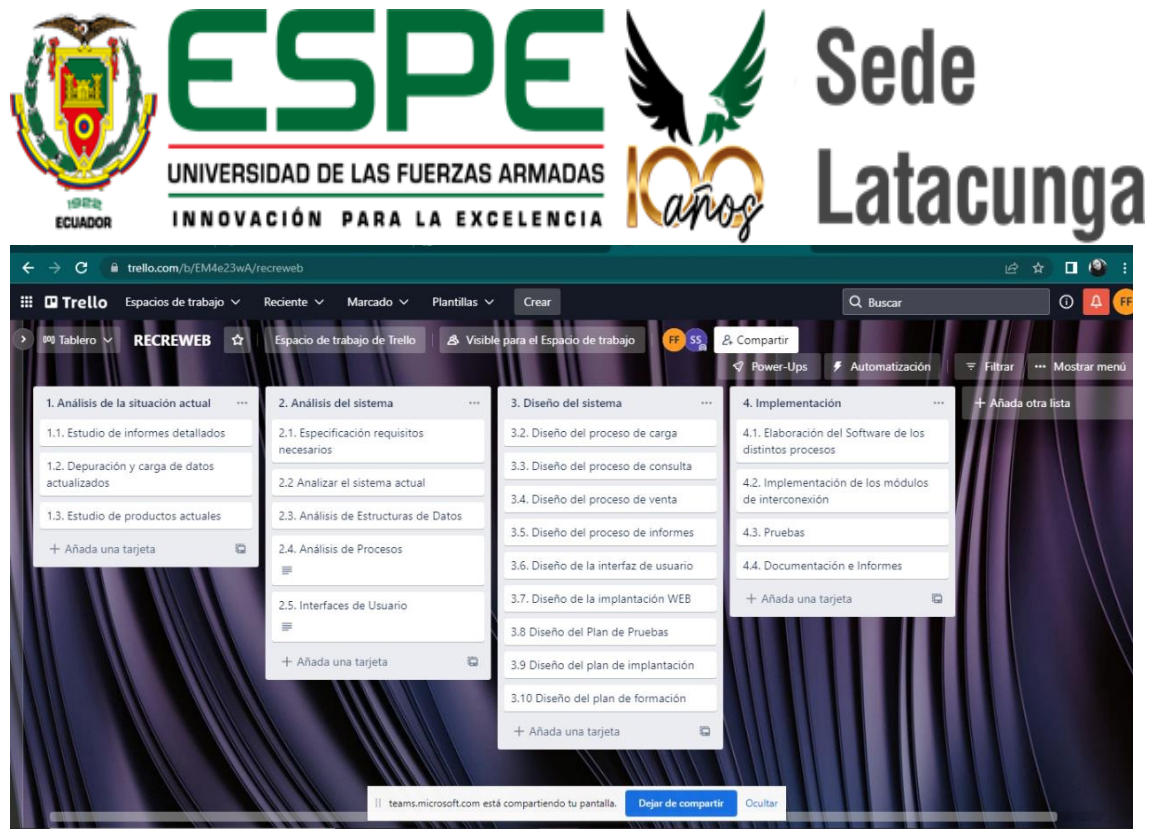 ESPE
Sede
Latacunga
UNIVERSIDAD DE LAS FUERZAS ARMADAS
INNOVACIÓN PARA LA EXCELENCIA
1922
ECUADOR
100
años
trello.com/b/EM4e23wA/recreweb
Trello Espacios de trabajo Reciente Marcado Plantillas Crear Buscar FF
Tablero RECREWEB Espacio de trabajo de Trello Visible para el Espacio de trabajo FF SS Compartir
Power-Ups Automatización Filtrar Mostrar menú
1. Análisis de la situación actual
1.1. Estudio de informes detallados
1.2. Depuración y carga de datos
actualizados
1.3. Estudio de productos actuales
+ Añada una tarjeta
2. Análisis del sistema
2.1. Especificación requisitos
necesarios
2.2 Analizar el sistema actual
2.3. Análisis de Estructuras de Datos
2.4. Análisis de Procesos
2.5. Interfaces de Usuario
+ Añada una tarjeta
3. Diseño del sistema
3.2. Diseño del proceso de carga
3.3. Diseño del proceso de consulta
3.4. Diseño del proceso de venta
3.5. Diseño del proceso de informes
3.6. Diseño de la interfaz de usuario
3.7. Diseño de la implantación WEB
3.8 Diseño del Plan de Pruebas
3.9 Diseño del plan de implantación
3.10 Diseño del plan de formación
+ Añada una tarjeta
4. Implementación
4.1. Elaboración del Software de los
distintos procesos
4.2. Implementación de los módulos
de interconexión
4.3. Pruebas
4.4. Documentación e Informes
+ Añada una tarjeta
+ Añada otra lista
teams.microsoft.com está compartiendo tu pantalla. Dejar de compartir Ocultar